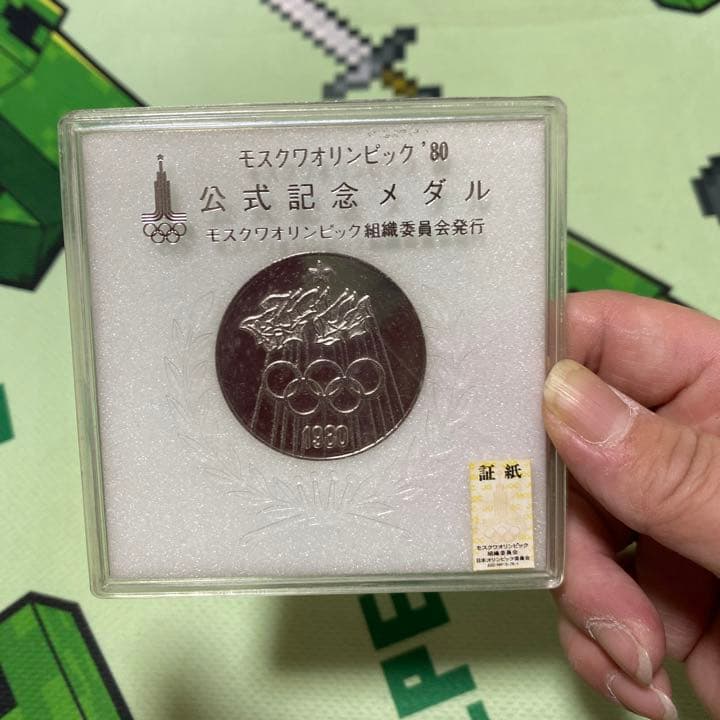 モスクワオリンピック '80
公式記念メダル
モスクワオリンピック組織委員会発行
1980
証紙
モスクワオリンピック
組織委員会
日本オリンピック委員会